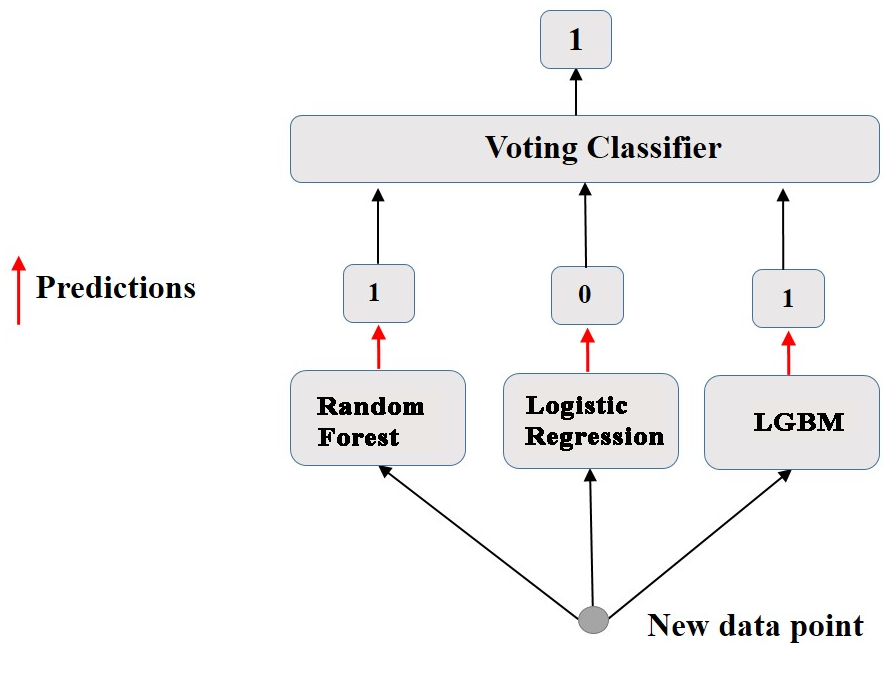 1
Voting Classifier
Predictions
1
0
1
Random
Forest
Logistic
Regression
LGBM
New data point